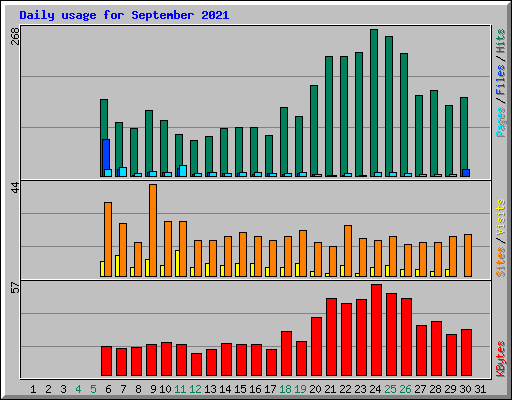 Daily usage for September 2021
268
Pages / Files / Hits
44
Sites / Visits
57
KBytes
1 2 3 4 5 6 7 8 9 10 11 12 13 14 15 16 17 18 19 20 21 22 23 24 25 26 27 28 29 30 31